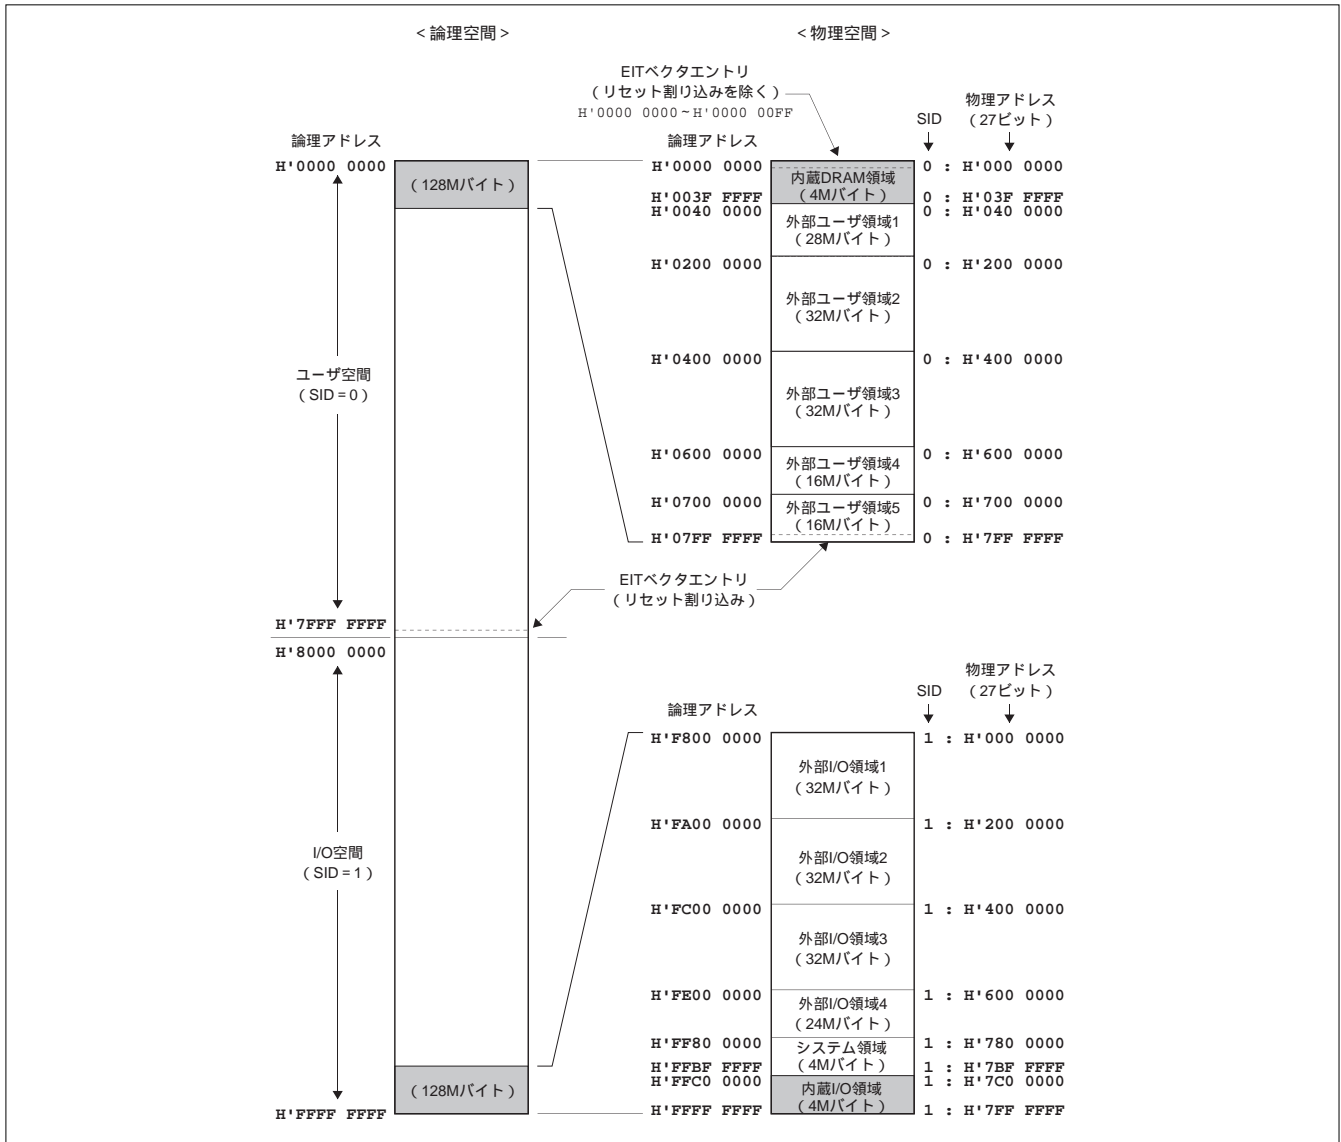 < 論理空間 >
< 物理空間 >
EITベクタエントリ
( リセット割り込みを除く )
H'0000 0000~H'0000 00FF
物理アドレス
( 27ビット )
SID
論理アドレス
論理アドレス
H'0000 0000
( 128Mバイト )
H'0000 0000
内蔵DRAM領域
( 4Mバイト )
0 : H'000 0000
H'003F FFFF
0 : H'03F FFFF
H'0040 0000
0 : H'040 0000
外部ユーザ領域1
( 28Mバイト )
H'0200 0000
0 : H'200 0000
外部ユーザ領域2
( 32Mバイト )
H'0400 0000
0 : H'400 0000
ユーザ空間
( SID = 0 )
外部ユーザ領域3
( 32Mバイト )
H'0600 0000
0 : H'600 0000
外部ユーザ領域4
( 16Mバイト )
H'0700 0000
0 : H'700 0000
外部ユーザ領域5
( 16Mバイト )
H'07FF FFFF
0 : H'7FF FFFF
EITベクタエントリ
( リセット割り込み )
H'7FFF FFFF
H'8000 0000
物理アドレス
( 27ビット )
SID
論理アドレス
H'F800 0000
1 : H'000 0000
外部I/O領域1
( 32Mバイト )
H'FA00 0000
1 : H'200 0000
I/O空間
( SID = 1 )
外部I/O領域2
( 32Mバイト )
H'FC00 0000
1 : H'400 0000
外部I/O領域3
( 32Mバイト )
H'FE00 0000
1 : H'600 0000
外部I/O領域4
( 24Mバイト )
H'FF80 0000
1 : H'780 0000
システム領域
( 4Mバイト )
H'FFBF FFFF
1 : H'7BF FFFF
H'FFC0 0000
1 : H'7C0 0000
( 128Mバイト )
内蔵I/O領域
( 4Mバイト )
H'FFFF FFFF
H'FFFF FFFF
1 : H'7FF FFFF